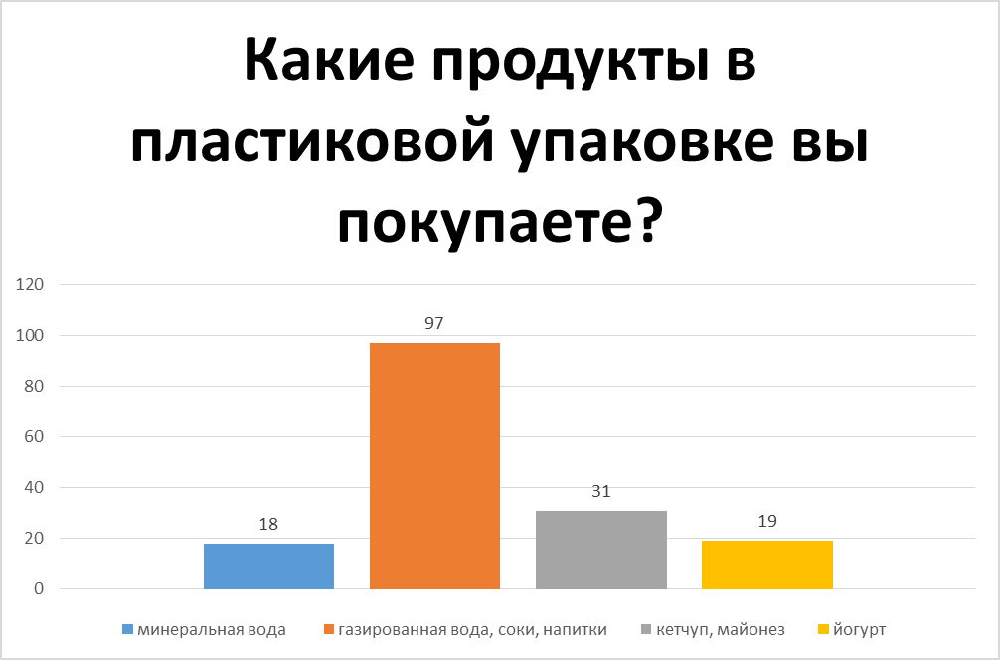 Какие продукты в
пластиковой упаковке вы
покупаете?
120
100
80
60
40
20
0
18
97
31
19
минеральная вода
газированная вода, соки, напитки
кетчуп, майонез
йогурт